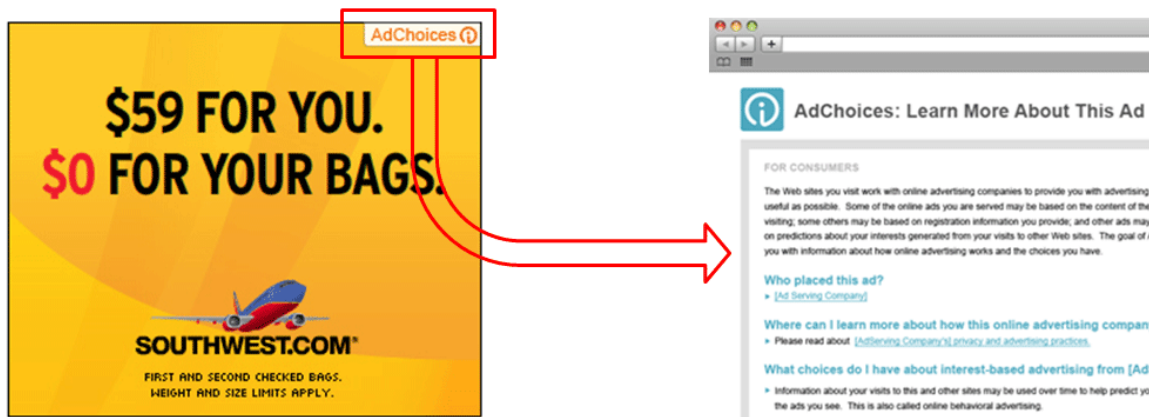 AdChoices
$59 FOR YOU.
$0 FOR YOUR BAGS.
SOUTHWEST.COM®
FIRST AND SECOND CHECKED BAGS.
WEIGHT AND SIZE LIMITS APPLY.
AdChoices: Learn More About This Ad
FOR CONSUMERS
The Web sites you visit work with online advertising companies to provide you with advertising
useful as possible. Some of the online ads you are served may be based on the content of the
visiting; some others may be based on registration information you provide; and other ads may
on predictions about your interests generated from your visits to other Web sites. The goal of
you with information about how online advertising works and the choices you have.
Who placed this ad?
[Ad Serving Company]
Where can I learn more about how this online advertising compan
Please read about [AdServing Company's] privacy and advertising practices.
What choices do I have about interest-based advertising from [Ad
Information about your visits to this and other sites may be used over time to help predict yo
the ads you see. This is also called online behavioral advertising.